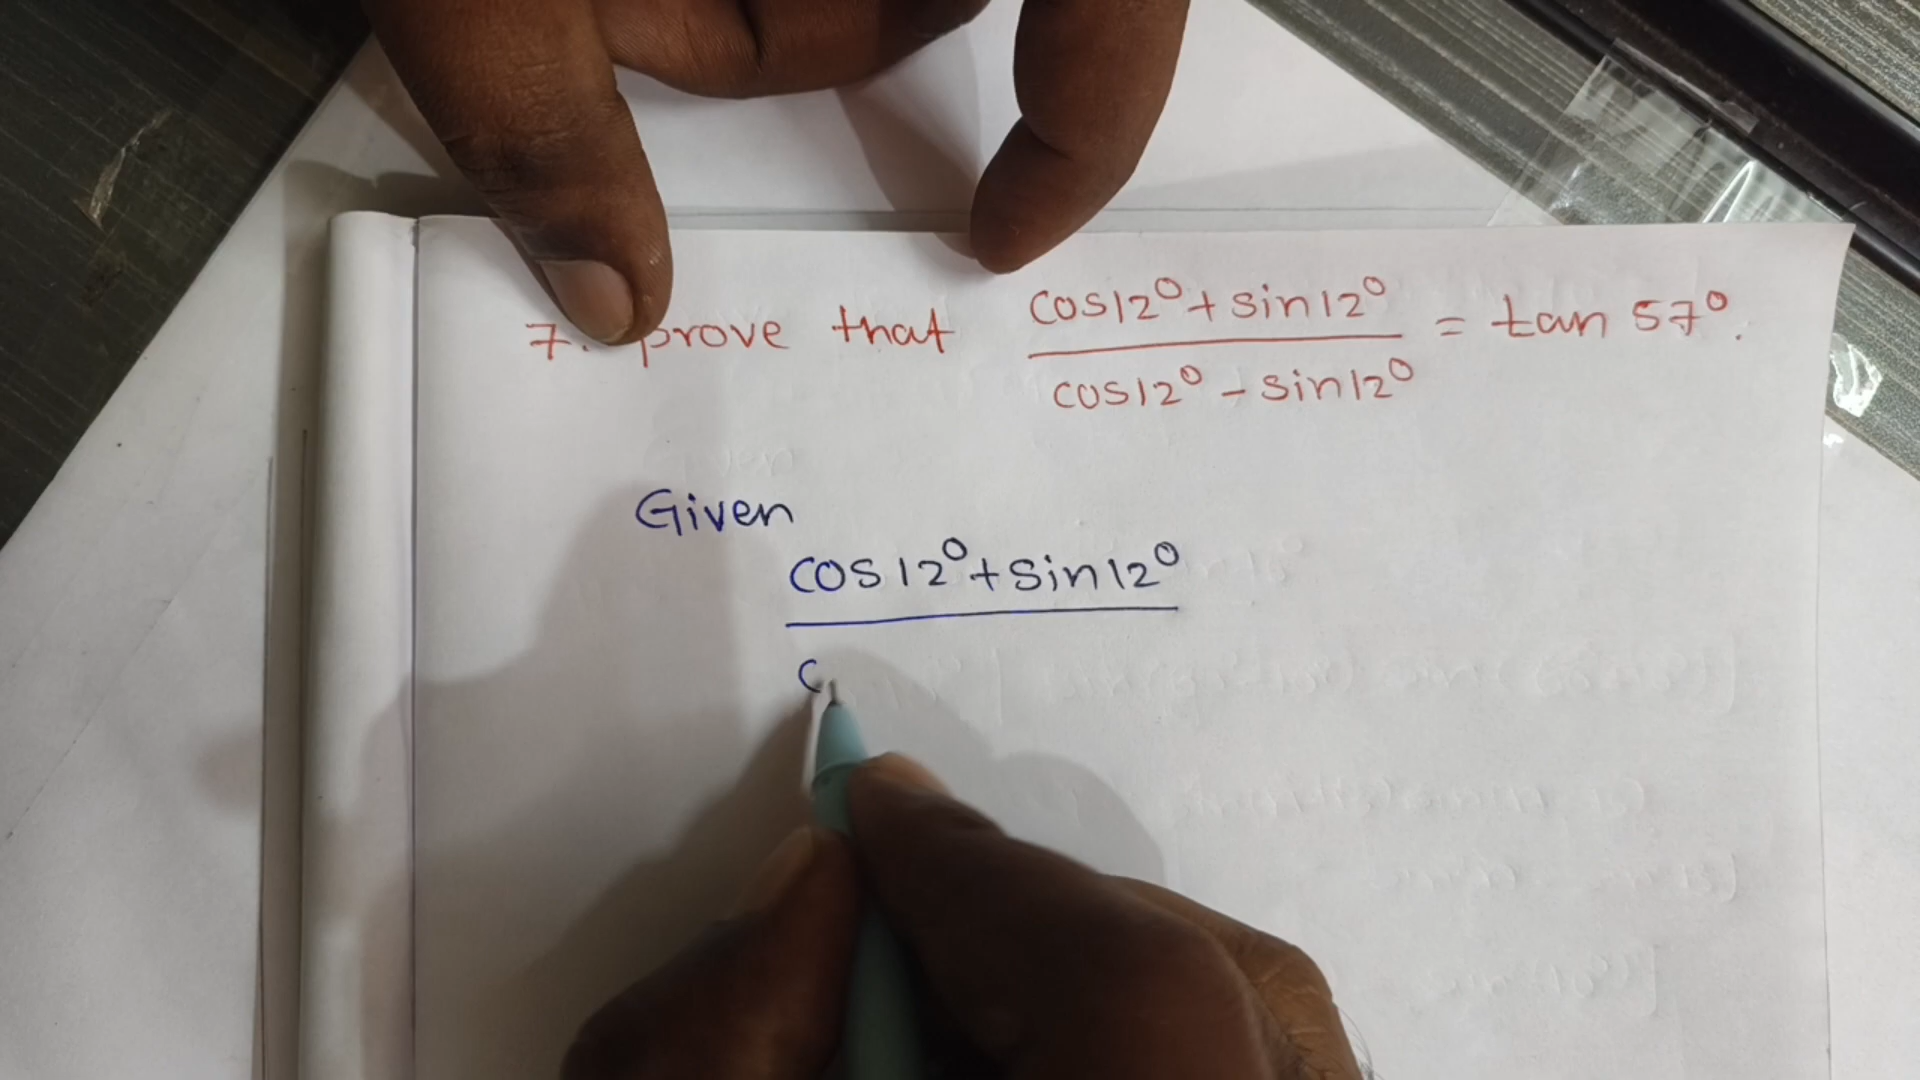 7. Prove that cos12° + sin12° / cos12° - sin12° = tan 57°.
Given
cos12° + sin12°
c